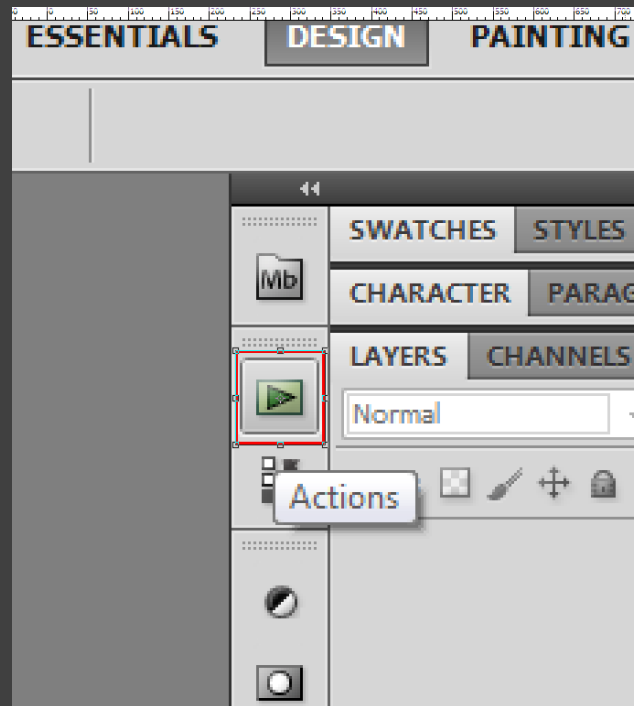 ESSENTIALS DESIGN PAINTING
SWATCHES STYLES
Mb
CHARACTER PARAG
LAYERS CHANNELS
Normal
Actions